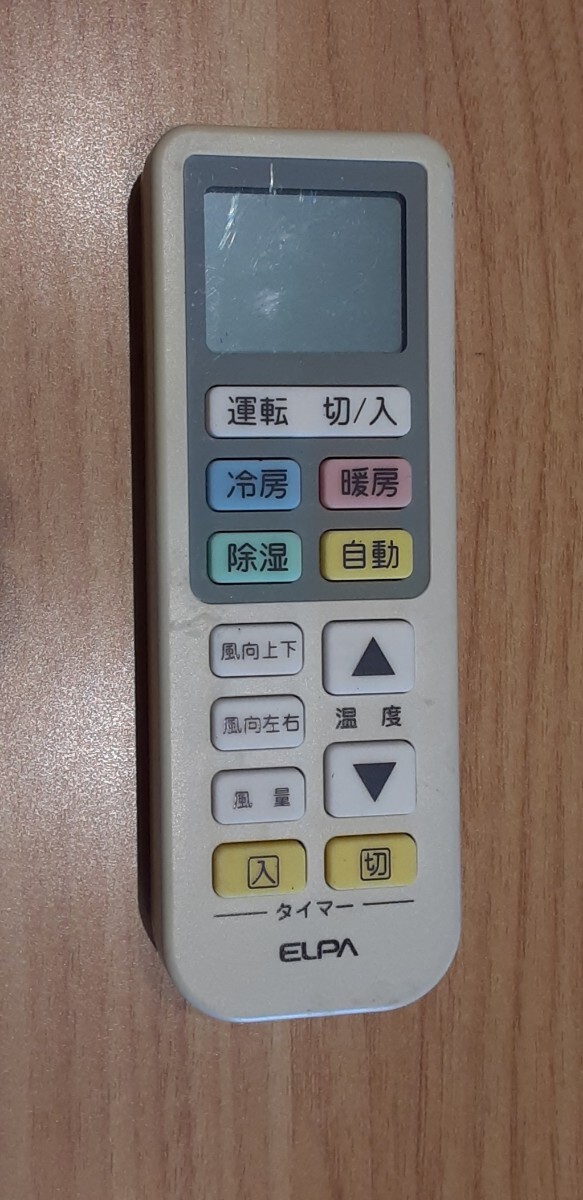 運転 切/入
冷房 暖房
除湿 自動
風向上下
風向左右 温度
風量
入 切
タイマー
ELPA